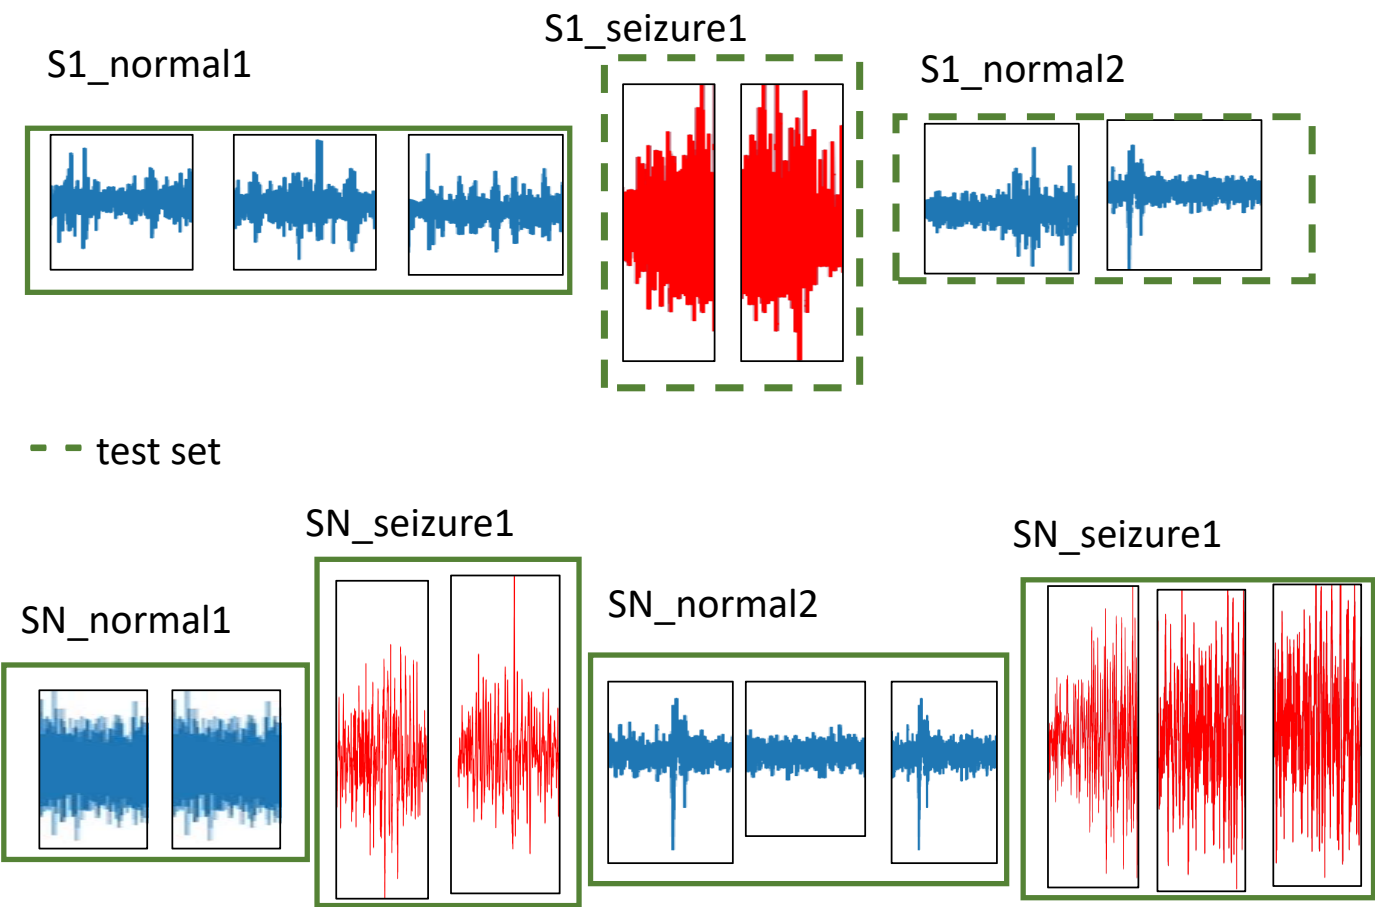 S1_normal1
S1_seizure1
S1_normal2
test set
SN_normal1
SN_seizure1
SN_normal2
SN_seizure1